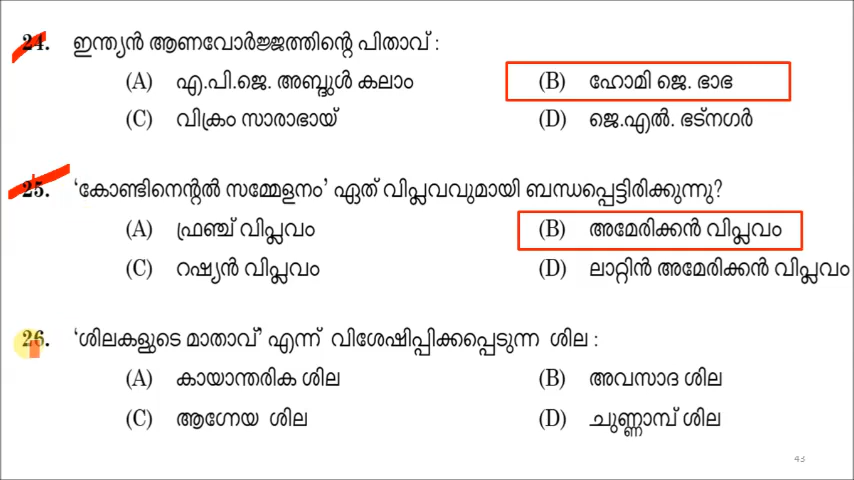 24. ഇന്ത്യൻ ആണവോർജ്ജത്തിന്റെ പിതാവ് :
(A) എ.പി.ജെ. അബ്ദുൾ കലാം (B) ഹോമി ജെ. ഭാഭ
(C) വിക്രം സാരാഭായ് (D) ജെ.എൽ. ഭട്നഗർ
25. ‘കോണ്ടിനെന്റൽ സമ്മേളനം’ ഏത് വിപ്ലവവുമായി ബന്ധപ്പെട്ടിരിക്കുന്നു?
(A) ഫ്രഞ്ച് വിപ്ലവം (B) അമേരിക്കൻ വിപ്ലവം
(C) റഷ്യൻ വിപ്ലവം (D) ലാറ്റിൻ അമേരിക്കൻ വിപ്ലവം
26. ‘ശിലകളുടെ മാതാവ്’ എന്ന് വിശേഷിപ്പിക്കപ്പെടുന്ന ശില :
(A) കായാന്തരിക ശില (B) അവസാദ ശില
(C) ആഗ്നേയ ശില (D) ചുണ്ണാമ്പ് ശില
43